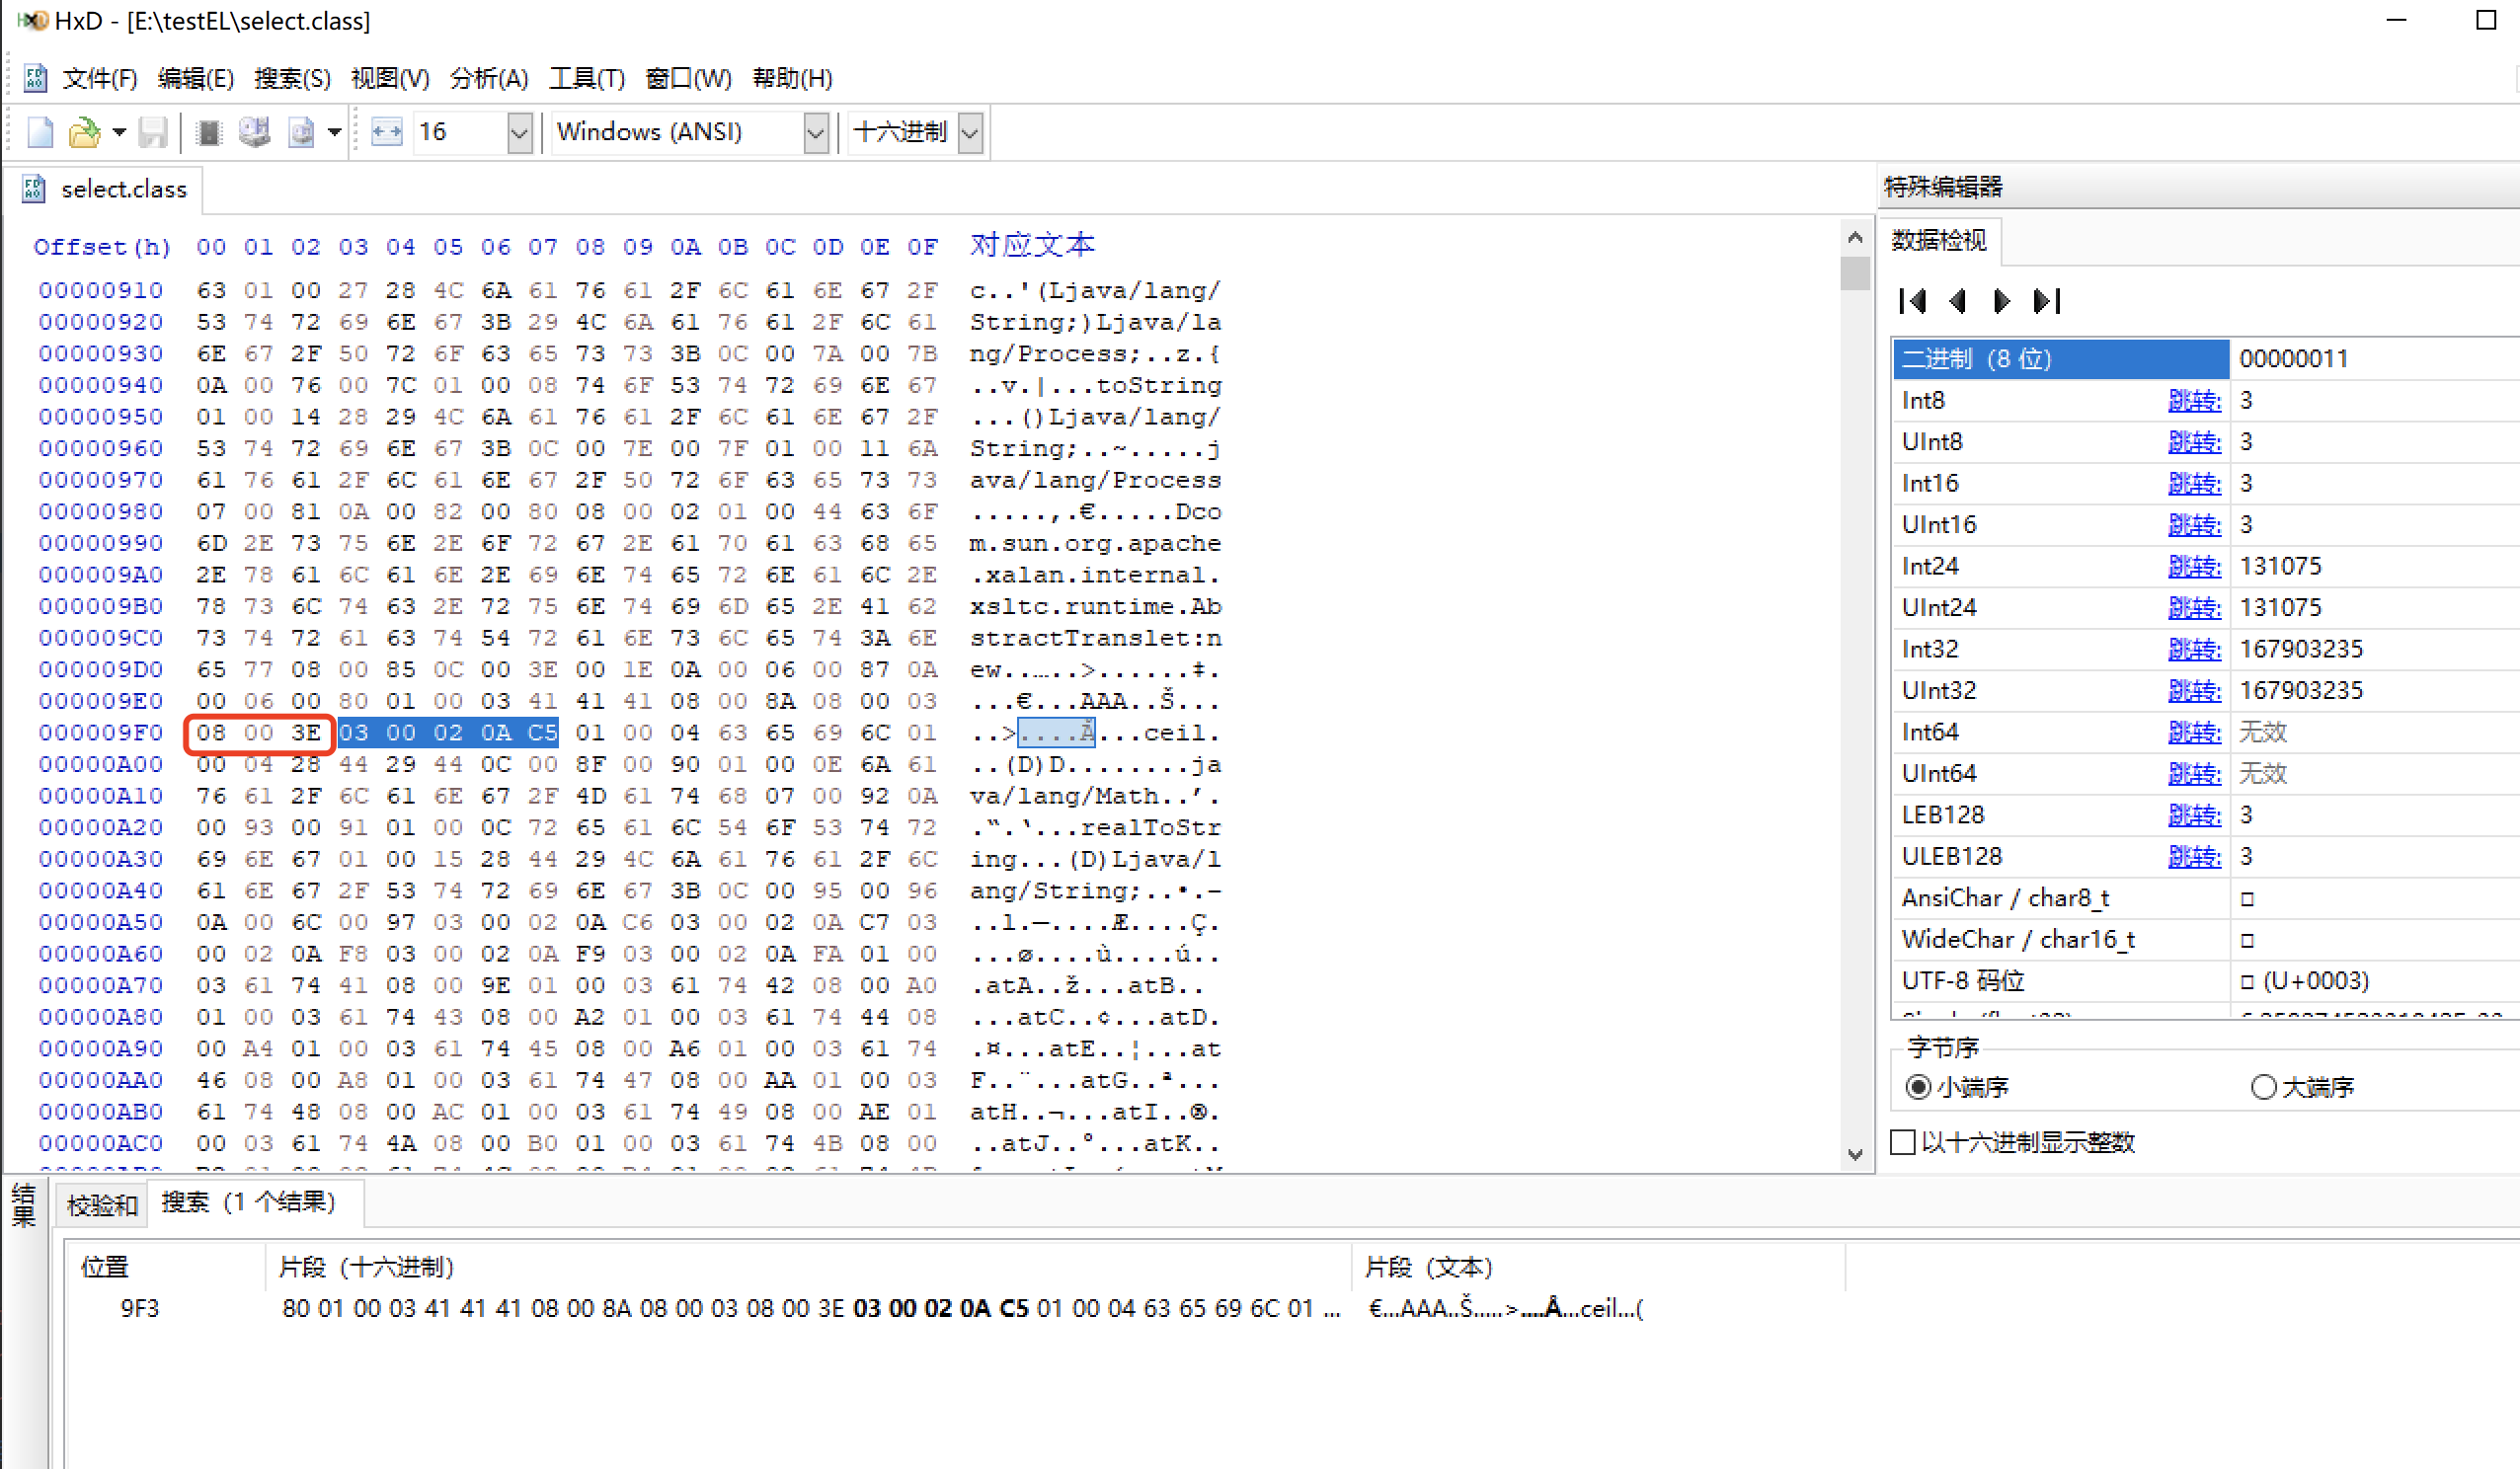 HxD - [E:\testEL\select.class]
文件(F) 编辑(E) 搜索(S) 视图(V) 分析(A) 工具(T) 窗口(W) 帮助(H)
16 Windows (ANSI) 十六进制
select.class
Offset(h) 00 01 02 03 04 05 06 07 08 09 0A 0B 0C 0D 0E 0F 对应文本
00000910 63 01 00 27 28 4C 6A 61 76 61 2F 6C 61 6E 67 2F c..'(Ljava/lang/
00000920 53 74 72 69 6E 67 3B 29 4C 6A 61 76 61 2F 6C 61 String;)Ljava/la
00000930 6E 67 2F 50 72 6F 63 65 73 73 3B 0C 00 7A 00 7B ng/Process;..z.{
00000940 0A 00 76 00 7C 01 00 08 74 6F 53 74 72 69 6E 67 ..v.|...toString
00000950 01 00 14 28 29 4C 6A 61 76 61 2F 6C 61 6E 67 2F ...()Ljava/lang/
00000960 53 74 72 69 6E 67 3B 0C 00 7E 00 7F 01 00 11 6A String;..~.....j
00000970 61 76 61 2F 6C 61 6E 67 2F 50 72 6F 63 65 73 73 ava/lang/Process
00000980 07 00 81 0A 00 82 00 80 08 00 02 01 00 44 63 6F .....‚.€.....Dco
00000990 6D 2E 73 75 6E 2E 6F 72 67 2E 61 70 61 63 68 65 m.sun.org.apache
000009A0 2E 78 61 6C 61 6E 2E 69 6E 74 65 72 6E 61 6C 2E .xalan.internal.
000009B0 78 73 6C 74 63 2E 72 75 6E 74 69 6D 65 2E 41 62 xsltc.runtime.Ab
000009C0 73 74 72 61 63 74 54 72 61 6E 73 6C 65 74 3A 6E stractTranslet:n
000009D0 65 77 08 00 85 0C 00 3E 00 1E 0A 00 06 00 87 0A ew..…..>......‡.
000009E0 00 06 00 80 01 00 03 41 41 41 08 00 8A 08 00 03 ...€...AAA..Š...
000009F0 08 00 3E 03 00 02 0A C5 01 00 04 63 65 69 6C 01 ..>....Å...ceil.
00000A00 00 04 28 44 29 44 0C 00 8F 00 90 01 00 0E 6A 61 ..(D)D........ja
00000A10 76 61 2F 6C 61 6E 67 2F 4D 61 74 68 07 00 92 0A va/lang/Math..’.
00000A20 00 93 00 91 01 00 0C 72 65 61 6C 54 6F 53 74 72 .“.‘...realToStr
00000A30 69 6E 67 01 00 15 28 44 29 4C 6A 61 76 61 2F 6C ing...(D)Ljava/l
00000A40 61 6E 67 2F 53 74 72 69 6E 67 3B 0C 00 95 00 96 ang/String;..•.–
00000A50 0A 00 6C 00 97 03 00 02 0A C6 03 00 02 0A C7 03 ..l.—....Æ....Ç.
00000A60 00 02 0A F8 03 00 02 0A F9 03 00 02 0A FA 01 00 ...ø....ù....ú..
00000A70 03 61 74 41 08 00 9E 01 00 03 61 74 42 08 00 A0 .atA..ž...atB..
00000A80 01 00 03 61 74 43 08 00 A2 01 00 03 61 74 44 08 ...atC..¢...atD.
00000A90 00 A4 01 00 03 61 74 45 08 00 A6 01 00 03 61 74 .¤...atE..¦...at
00000AA0 46 08 00 A8 01 00 03 61 74 47 08 00 AA 01 00 03 F..¨...atG..ª...
00000AB0 61 74 48 08 00 AC 01 00 03 61 74 49 08 00 AE 01 atH..¬...atI..®.
00000AC0 00 03 61 74 4A 08 00 B0 01 00 03 61 74 4B 08 00 ..atJ..°...atK..
特殊编辑器
数据检视
二进制 (8 位) 00000011
Int8 跳转: 3
UInt8 跳转: 3
Int16 跳转: 3
UInt16 跳转: 3
Int24 跳转: 131075
UInt24 跳转: 131075
Int32 跳转: 167903235
UInt32 跳转: 167903235
Int64 跳转: 无效
UInt64 跳转: 无效
LEB128 跳转: 3
ULEB128 跳转: 3
AnsiChar / char8_t □
WideChar / char16_t □
UTF-8 码位 □ (U+0003)
字节序
小端序 大端序
以十六进制显示整数
结果
校验和 搜索 (1 个结果)
位置 片段 (十六进制) 片段 (文本)
9F3 80 01 00 03 41 41 41 08 00 8A 08 00 03 08 00 3E 03 00 02 0A C5 01 00 04 63 65 69 6C 01 ... €...AAA..Š.....>....Å...ceil...(